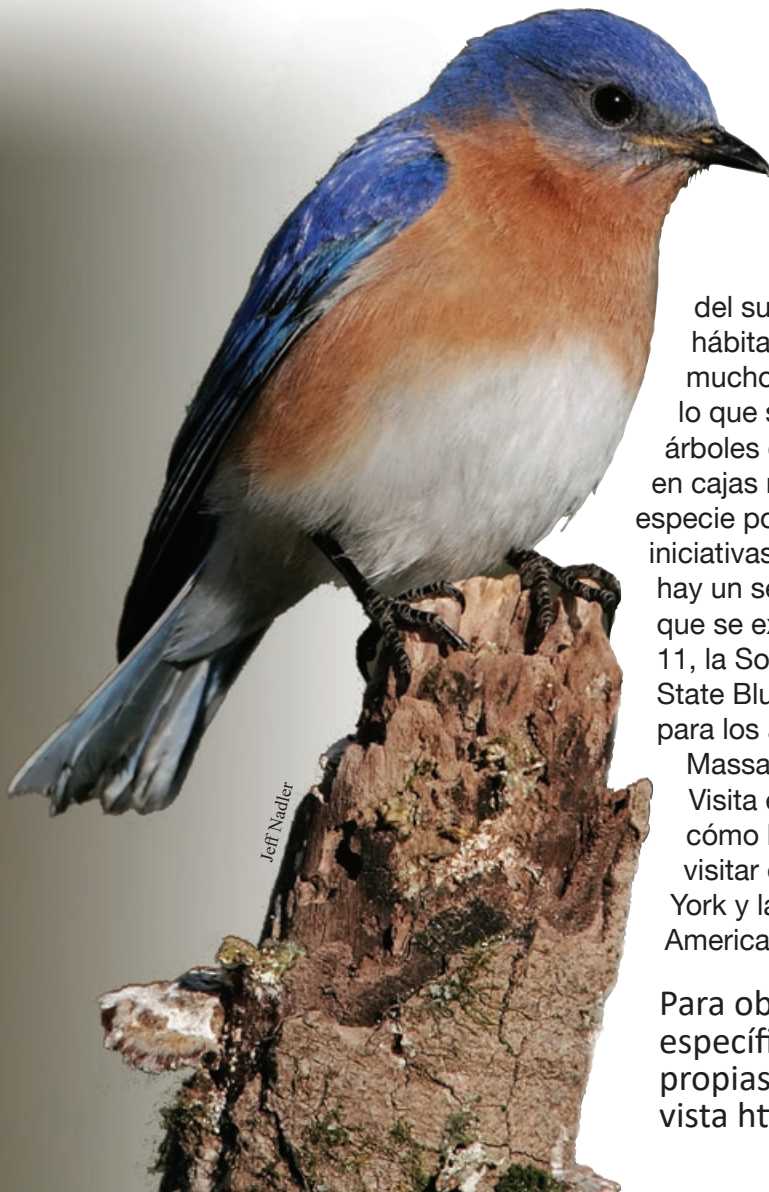 Jeff Nadler
del su
hábita
mucho
lo que s
árboles
en cajas
especie po
iniciativas
hay un se
que se ex
11, la So
State Blu
para los a
Massa
Visita
cómo
visitar
York y la
America
Para ob
específi
propias
vista ht